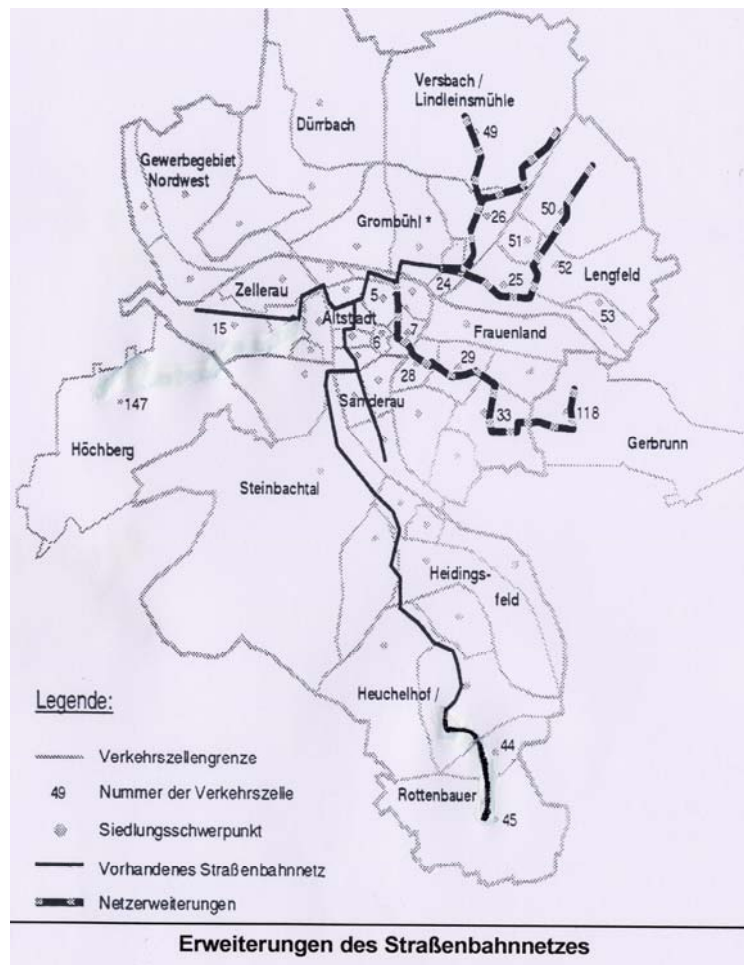 Versbach /
Lindleinsmühle
Dürrbach
49
Gewerbegebiet
Nordwest
50
26
Grombühl *
51
52
Lengfeld
24
25
Zellerau
5
53
Altstadt
15
7
Frauenland
6
29
28
147
Sanderau
33
118
Höchberg
Gerbrunn
Steinbachtal
Heidings-
feld
Heuchelhof /
44
Rottenbauer
45
Legende:
Verkehrszellengrenze
49 Nummer der Verkehrszelle
Siedlungsschwerpunkt
Vorhandenes Straßenbahnnetz
Netzerweiterungen
Erweiterungen des Straßenbahnnetzes